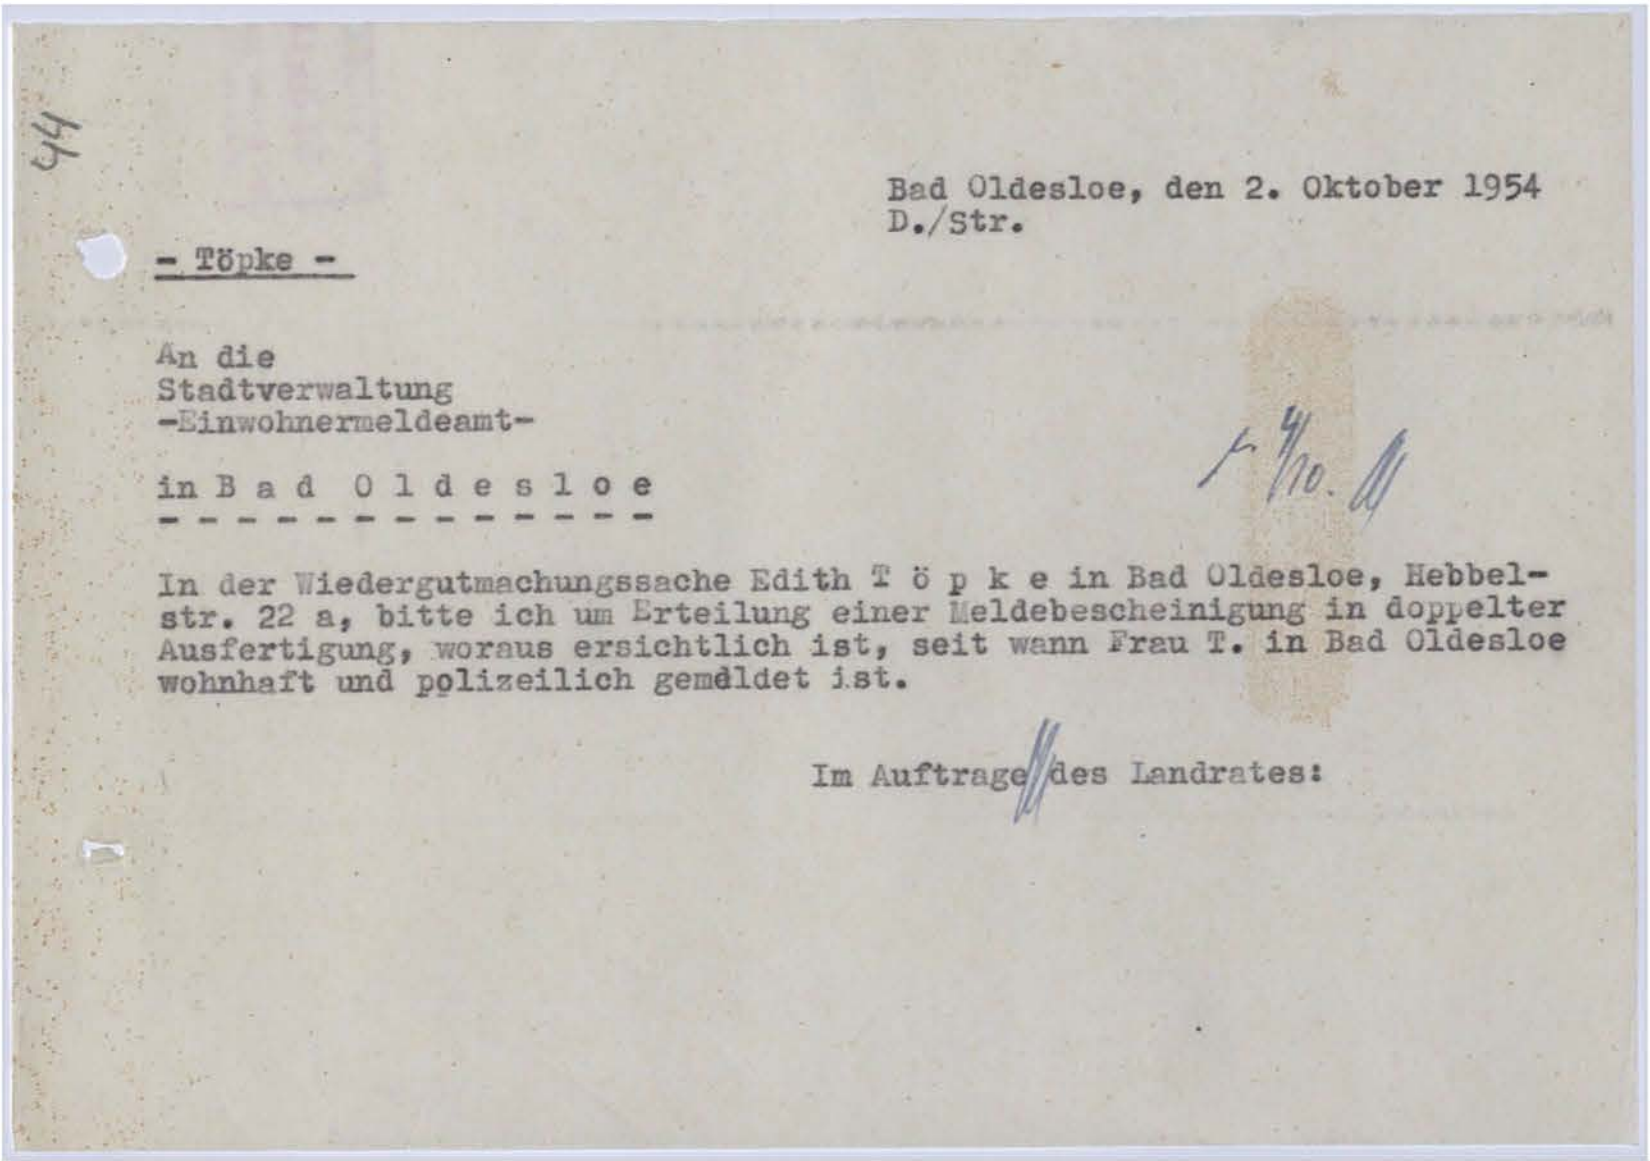 44
Bad Oldesloe, den 2. Oktober 1954
D./Str.
- Töpke -
An die
Stadtverwaltung
-Einwohnermeldeamt-
4/10.
in B a d O l d e s l o e
- - - - - - - - - - - - -
In der Wiedergutmachungssache Edith T ö p k e in Bad Oldesloe, Hebbel-
str. 22 a, bitte ich um Erteilung einer Meldebescheinigung in doppelter
Ausfertigung, woraus ersichtlich ist, seit wann Frau T. in Bad Oldesloe
wohnhaft und polizeilich gemeldet ist.
Im Auftrage des Landrates: